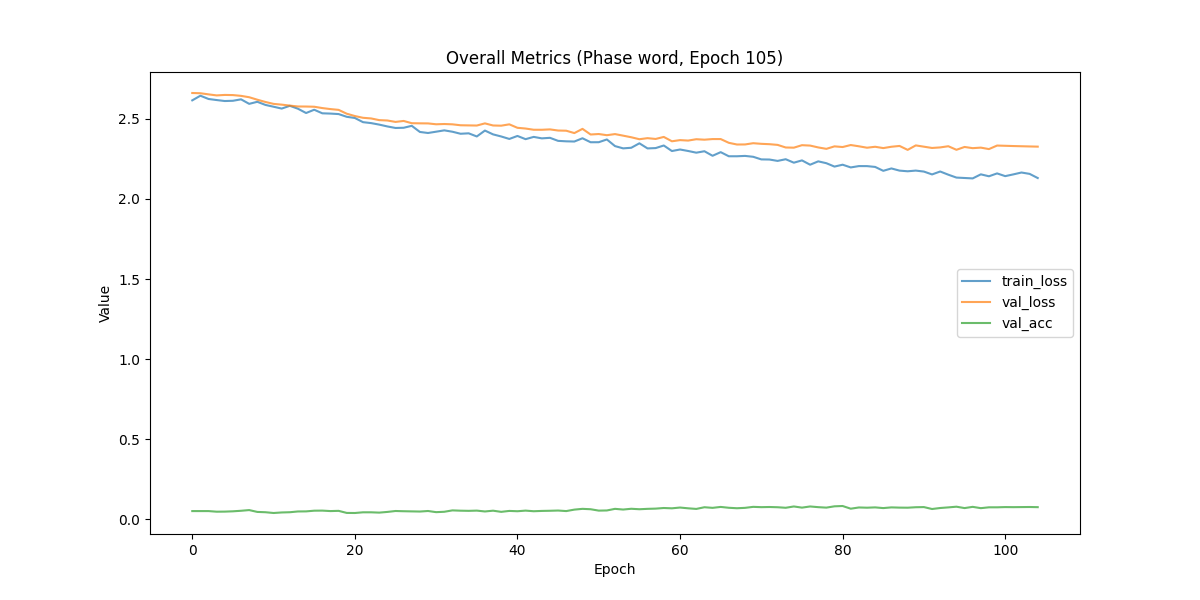 Overall Metrics (Phase word, Epoch 105)
2.5
2.0
1.5
1.0
0.5
0.0
Value
train_loss
val_loss
val_acc
0 20 40 60 80 100
Epoch